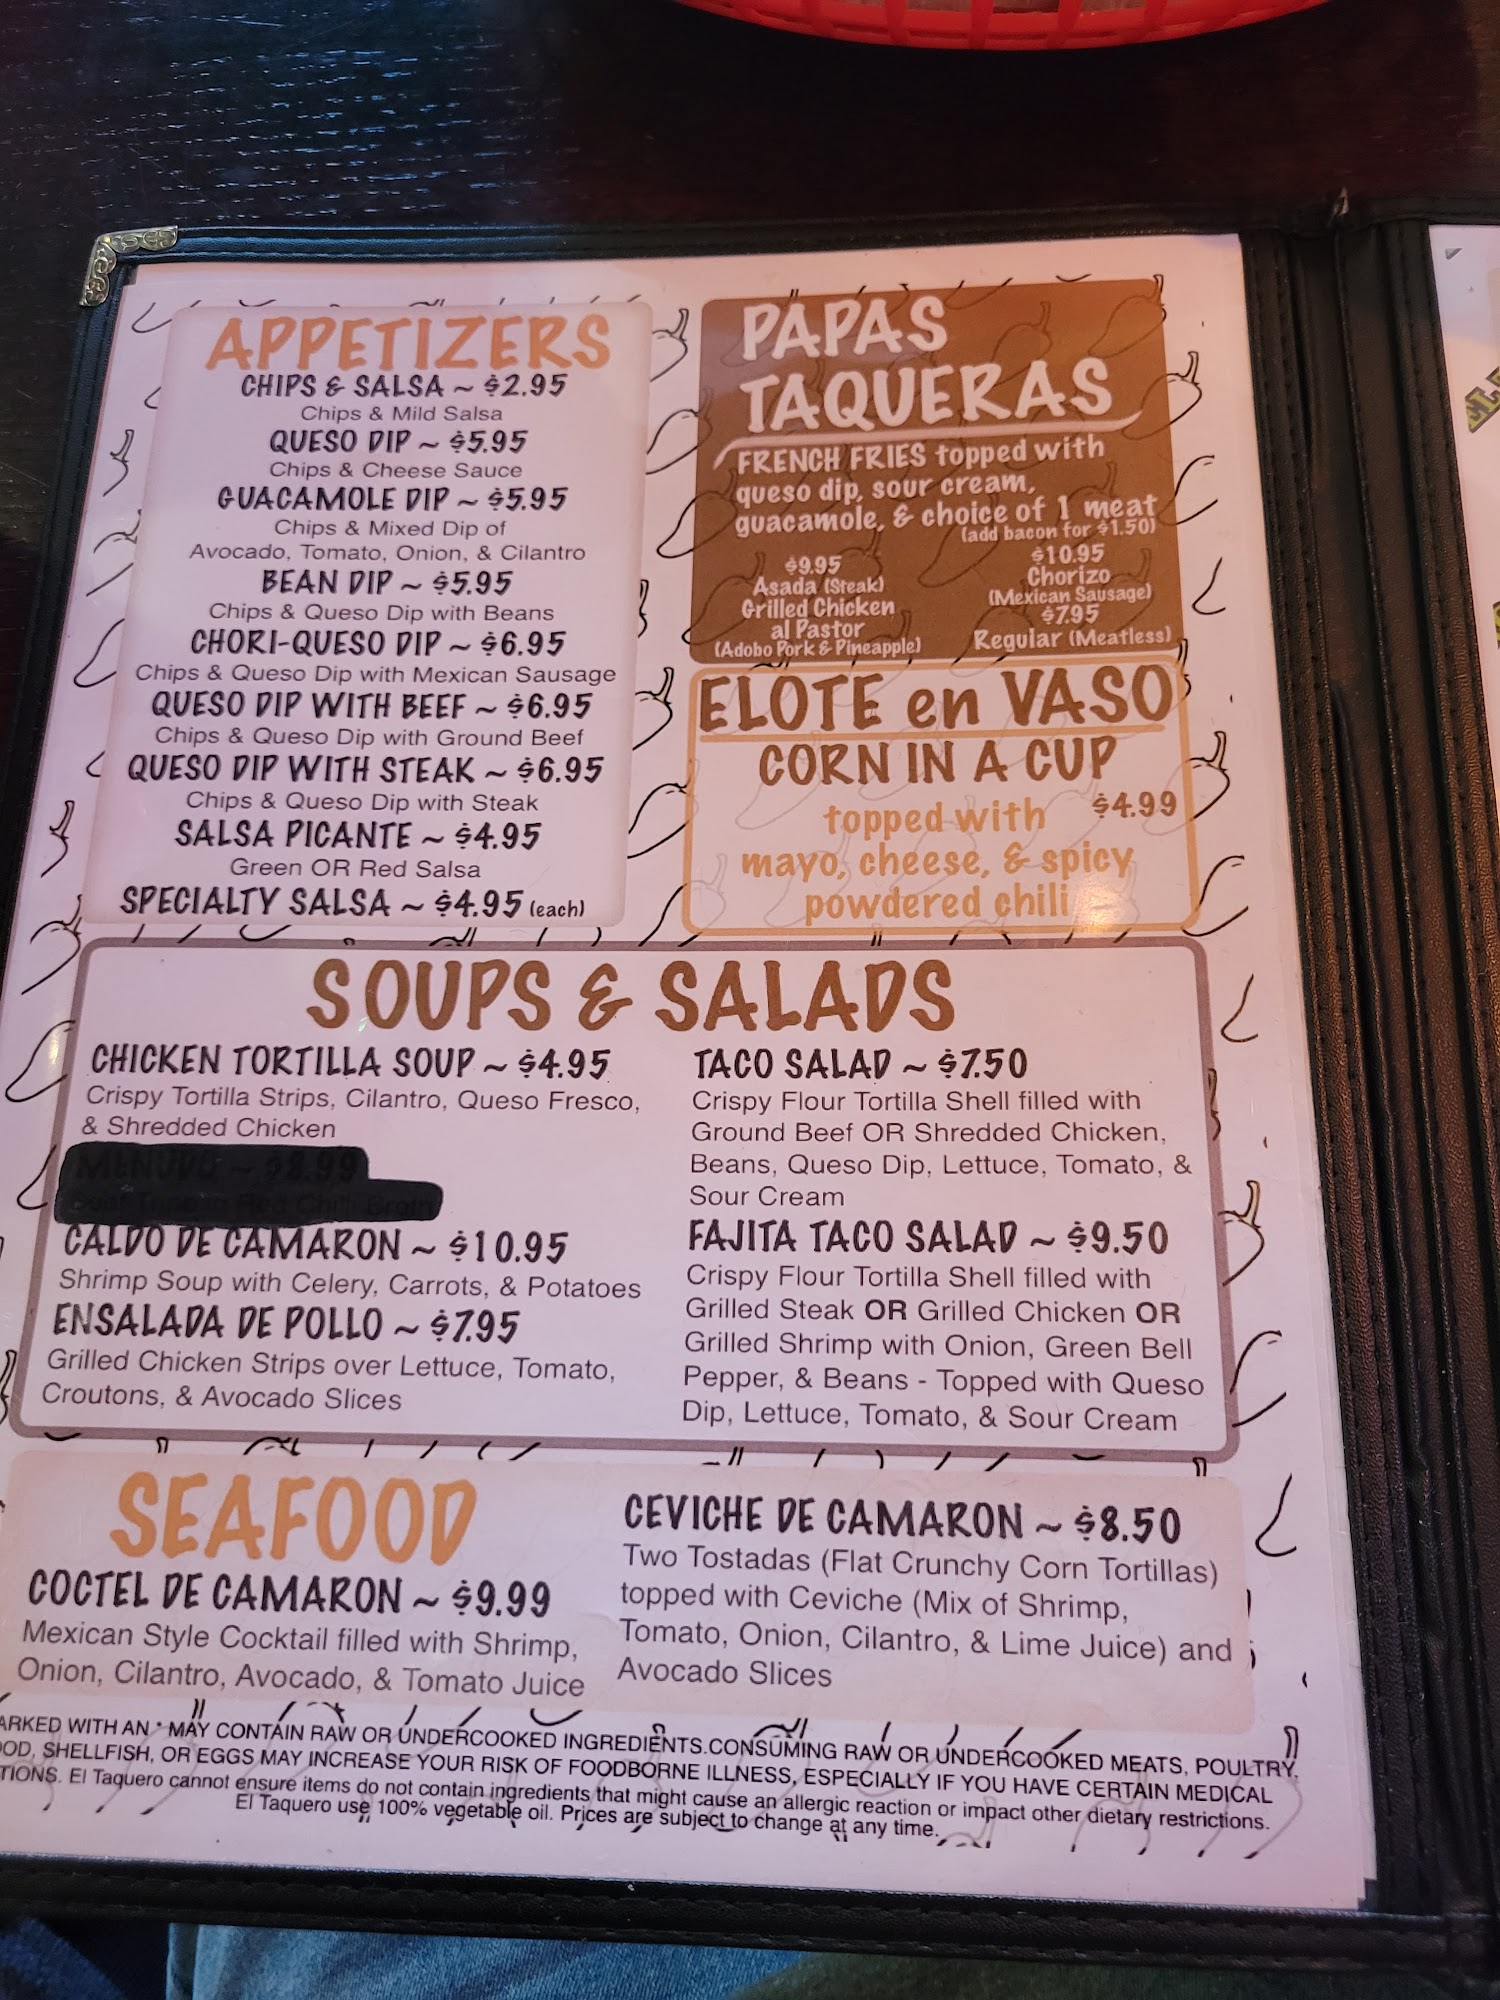 APPETIZERS
CHIPS & SALSA ~ $2.95
Chips & Mild Salsa
QUESO DIP ~ $5.95
Chips & Cheese Sauce
GUACAMOLE DIP ~ $5.95
Chips & Mixed Dip of
Avocado, Tomato, Onion, & Cilantro
BEAN DIP ~ $5.95
Chips & Queso Dip with Beans
CHORI-QUESO DIP ~ $6.95
Chips & Queso Dip with Mexican Sausage
QUESO DIP WITH BEEF ~ $6.95
Chips & Queso Dip with Ground Beef
QUESO DIP WITH STEAK ~ $6.95
Chips & Queso Dip with Steak
SALSA PICANTE ~ $4.95
Green OR Red Salsa
SPECIALTY SALSA ~ $4.95 (each)
PAPAS
TAQUERAS
FRENCH FRIES topped with
queso dip, sour cream,
guacamole, & choice of 1 meat
(add bacon for $1.50)
$9.95
Asada (Steak)
Grilled Chicken
al Pastor
(Adobo Pork & Pineapple)
$10.95
Chorizo
(Mexican Sausage)
$7.95
Regular (Meatless)
ELOTE en VASO
CORN IN A CUP
topped with $4.99
mayo, cheese, & spicy
powdered chili
SOUPS & SALADS
CHICKEN TORTILLA SOUP ~ $4.95
Crispy Tortilla Strips, Cilantro, Queso Fresco,
& Shredded Chicken
MENUDO ~ $8.99
Beef Tripe in Red Chili Broth
CALDO DE CAMARON ~ $10.95
Shrimp Soup with Celery, Carrots, & Potatoes
ENSALADA DE POLLO ~ $7.95
Grilled Chicken Strips over Lettuce, Tomato,
Croutons, & Avocado Slices
TACO SALAD ~ $7.50
Crispy Flour Tortilla Shell filled with
Ground Beef OR Shredded Chicken,
Beans, Queso Dip, Lettuce, Tomato, &
Sour Cream
FAJITA TACO SALAD ~ $9.50
Crispy Flour Tortilla Shell filled with
Grilled Steak OR Grilled Chicken OR
Grilled Shrimp with Onion, Green Bell
Pepper, & Beans - Topped with Queso
Dip, Lettuce, Tomato, & Sour Cream
SEAFOOD
COCTEL DE CAMARON ~ $9.99
Mexican Style Cocktail filled with Shrimp,
Onion, Cilantro, Avocado, & Tomato Juice
CEVICHE DE CAMARON ~ $8.50
Two Tostadas (Flat Crunchy Corn Tortillas)
topped with Ceviche (Mix of Shrimp,
Tomato, Onion, Cilantro, & Lime Juice) and
Avocado Slices
ARKED WITH AN * MAY CONTAIN RAW OR UNDERCOOKED INGREDIENTS.CONSUMING RAW OR UNDERCOOKED MEATS, POULTRY,
OOD, SHELLFISH, OR EGGS MAY INCREASE YOUR RISK OF FOODBORNE ILLNESS, ESPECIALLY IF YOU HAVE CERTAIN MEDICAL
TIONS. El Taquero cannot ensure items do not contain ingredients that might cause an allergic reaction or impact other dietary restrictions.
El Taquero use 100% vegetable oil. Prices are subject to change at any time.